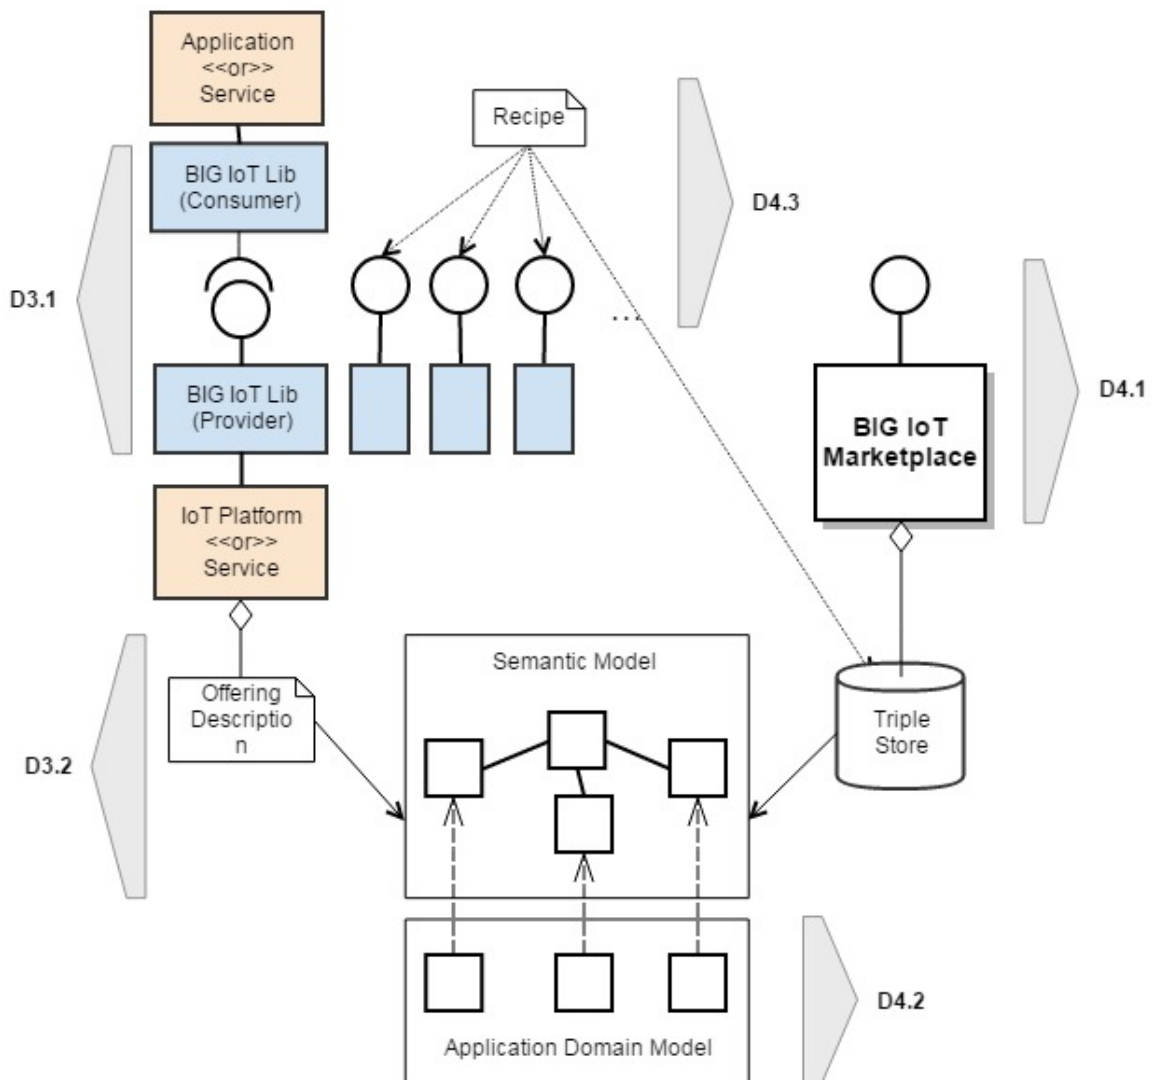 Application
<<or>>
Service
Recipe
BIG IoT Lib
(Consumer)
D4.3
D3.1
...
BIG IoT Lib
(Provider)
D4.1
BIG IoT
Marketplace
IoT Platform
<<or>>
Service
Semantic Model
Offering
Descriptio
n
Triple
Store
D3.2
D4.2
Application Domain Model